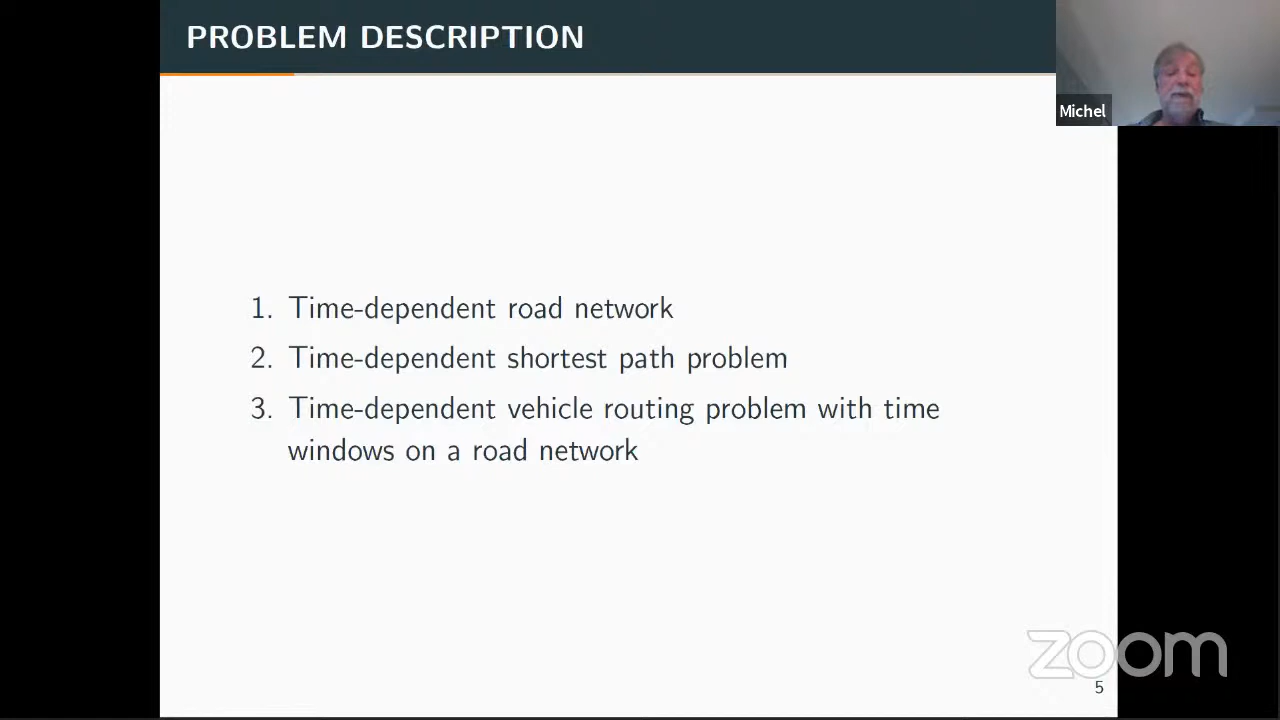 PROBLEM DESCRIPTION
Michel
1. Time-dependent road network
2. Time-dependent shortest path problem
3. Time-dependent vehicle routing problem with time
windows on a road network
zoom
5